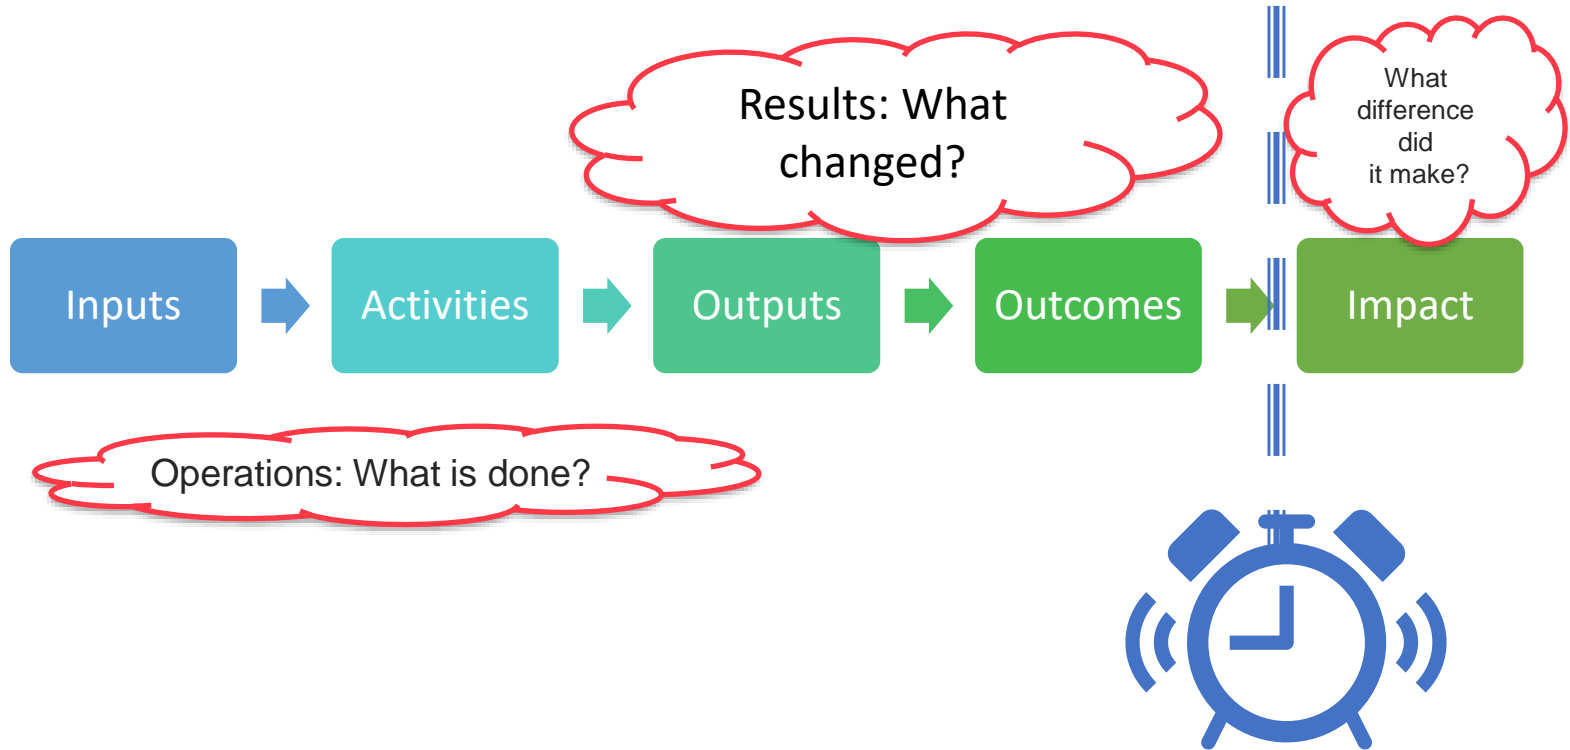 Results: What
changed?
What
difference
did
it make?
Inputs
Activities
Outputs
Outcomes
Impact
Operations: What is done?